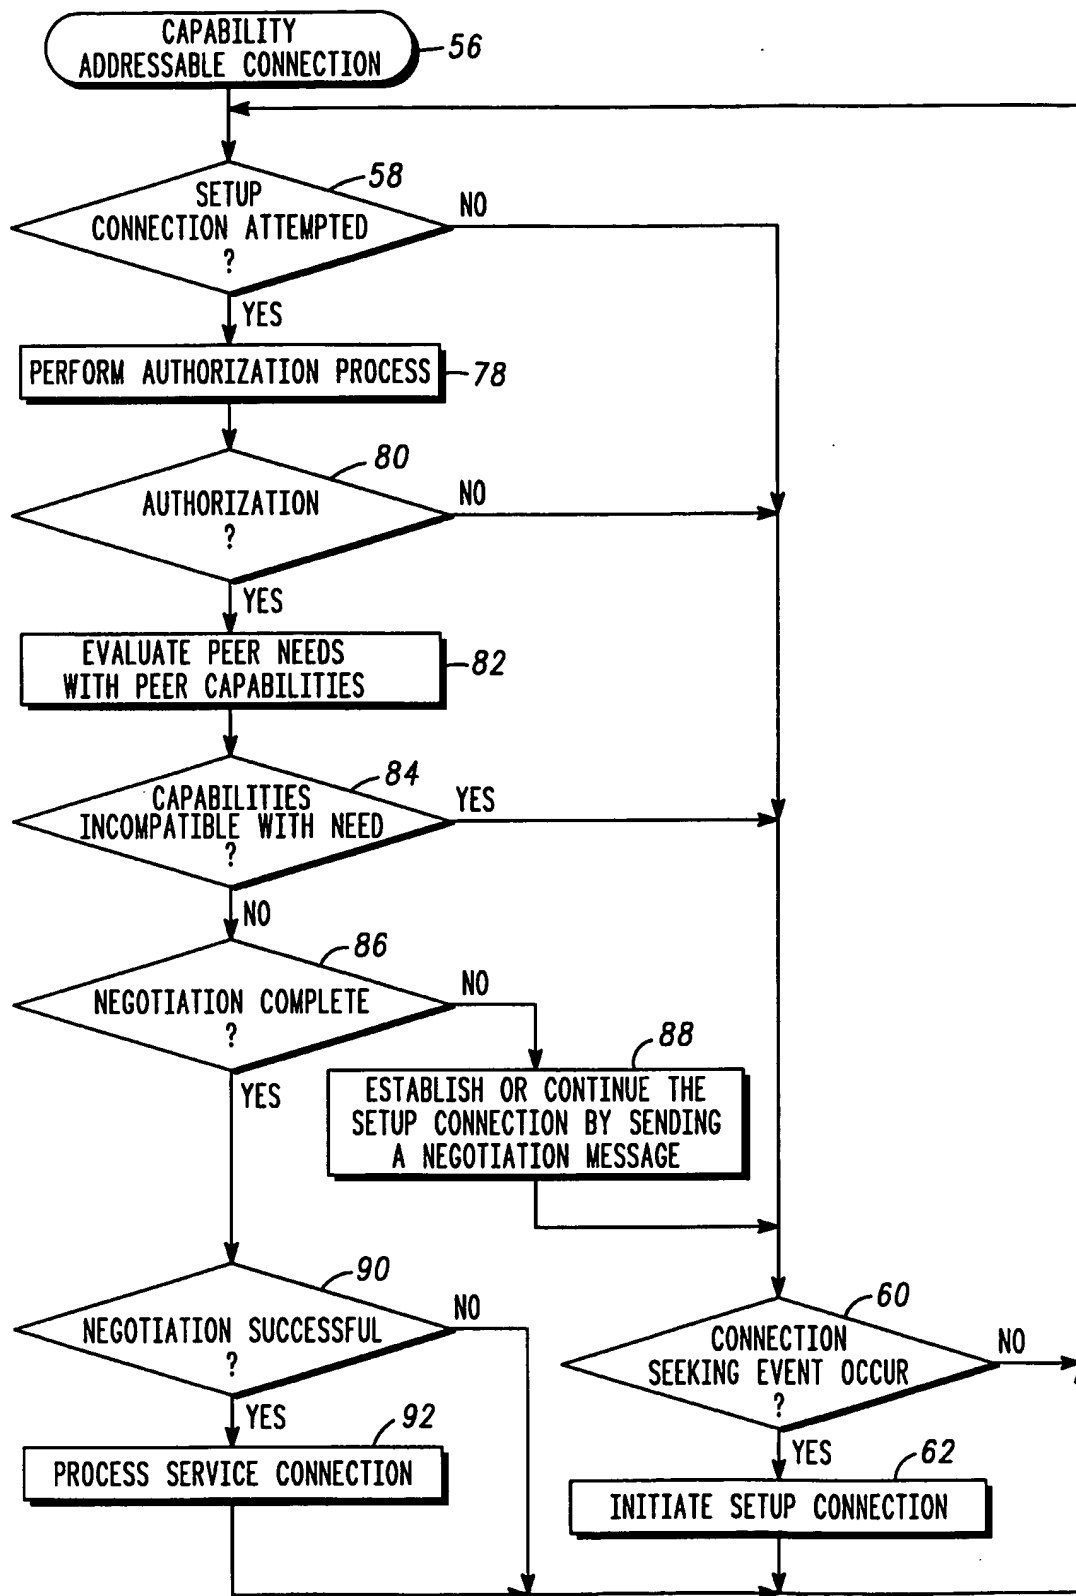 CAPABILITY
ADDRESSABLE CONNECTION
56
58
SETUP
CONNECTION ATTEMPTED
?
NO
YES
PERFORM AUTHORIZATION PROCESS
78
80
AUTHORIZATION
?
NO
YES
EVALUATE PEER NEEDS
WITH PEER CAPABILITIES
82
84
CAPABILITIES
INCOMPATIBLE WITH NEED
?
YES
NO
86
NEGOTIATION COMPLETE
?
NO
YES
88
ESTABLISH OR CONTINUE THE
SETUP CONNECTION BY SENDING
A NEGOTIATION MESSAGE
90
NEGOTIATION SUCCESSFUL
?
NO
YES
92
PROCESS SERVICE CONNECTION
60
CONNECTION
SEEKING EVENT OCCUR
?
NO
YES
62
INITIATE SETUP CONNECTION